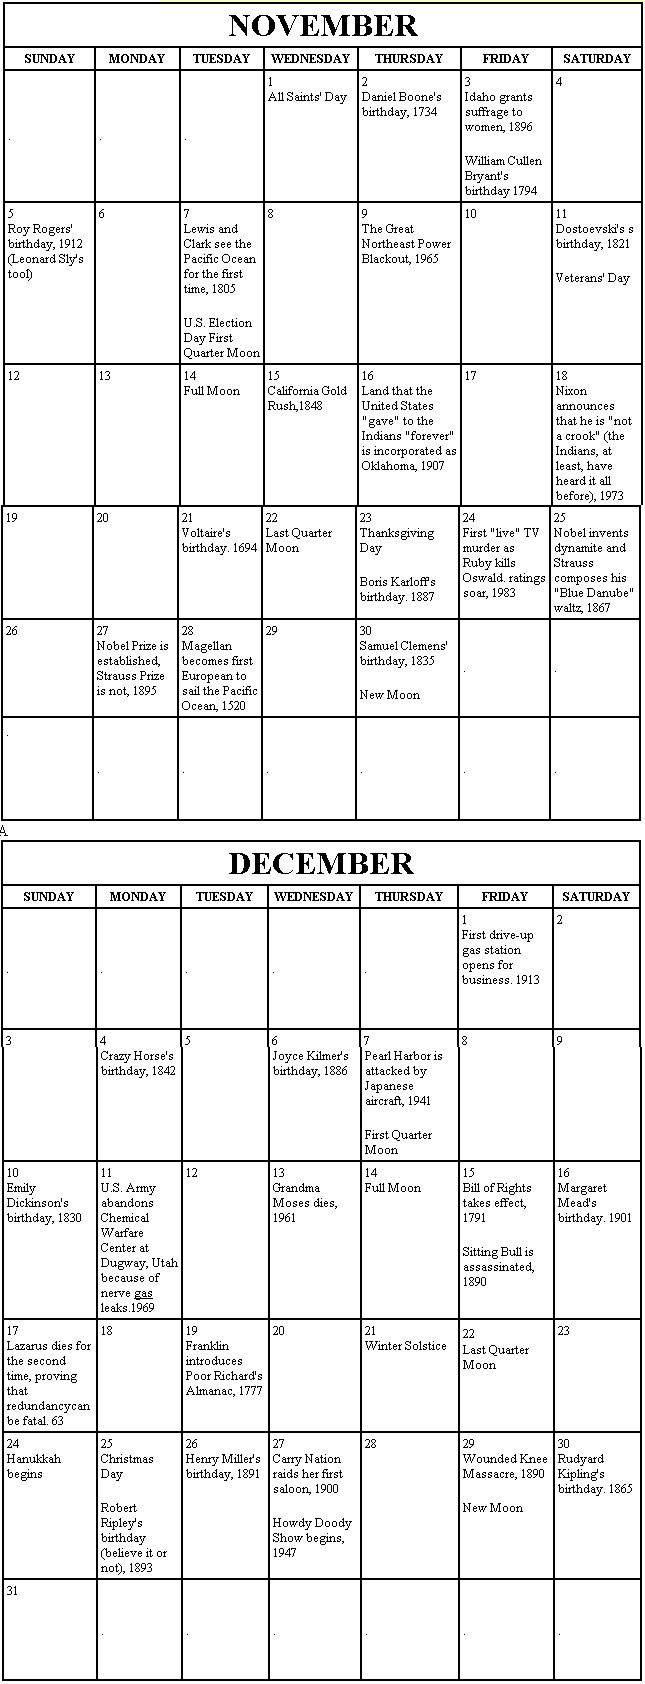 NOVEMBER
SUNDAY MONDAY TUESDAY WEDNESDAY THURSDAY FRIDAY SATURDAY
.
.
.
1
All Saints' Day
2
Daniel Boone's
birthday, 1734
3
Idaho grants
suffrage to
women, 1896
William Cullen
Bryant's
birthday 1794
4
5
Roy Rogers'
birthday, 1912
(Leonard Sly's
tool)
6
7
Lewis and
Clark see the
Pacific Ocean
for the first
time, 1805
U.S. Election
Day First
Quarter Moon
8
9
The Great
Northeast Power
Blackout, 1965
10
11
Dostoevski's s
birthday, 1821
Veterans' Day
12
13
14
Full Moon
15
California Gold
Rush,1848
16
Land that the
United States
"gave" to the
Indians "forever"
is incorporated as
Oklahoma, 1907
17
18
Nixon
announces
that he is "not
a crook" (the
Indians, at
least, have
heard it all
before), 1973
19
20
21
Voltaire's
birthday. 1694
22
Last Quarter
Moon
23
Thanksgiving
Day
Boris Karloff's
birthday. 1887
24
First "live" TV
murder as
Ruby kills
Oswald. ratings
soar, 1983
25
Nobel invents
dynamite and
Strauss
composes his
"Blue Danube"
waltz, 1867
26
27
Nobel Prize is
established,
Strauss Prize
is not, 1895
28
Magellan
becomes first
European to
sail the Pacific
Ocean, 1520
29
30
Samuel Clemens'
birthday, 1835
New Moon
.
.
.
.
.
.
.
.
.
A
DECEMBER
SUNDAY MONDAY TUESDAY WEDNESDAY THURSDAY FRIDAY SATURDAY
.
.
.
.
.
1
First drive-up
gas station
opens for
business. 1913
2
3
4
Crazy Horse's
birthday, 1842
5
6
Joyce Kilmer's
birthday, 1886
7
Pearl Harbor is
attacked by
Japanese
aircraft, 1941
First Quarter
Moon
8
9
10
Emily
Dickinson's
birthday, 1830
11
U.S. Army
abandons
Chemical
Warfare
Center at
Dugway, Utah
because of
nerve gas
leaks.1969
12
13
Grandma
Moses dies,
1961
14
Full Moon
15
Bill of Rights
takes effect,
1791
Sitting Bull is
assassinated,
1890
16
Margaret
Mead's
birthday. 1901
17
Lazarus dies for
the second
time, proving
that
redundancycan
be fatal. 63
18
19
Franklin
introduces
Poor Richard's
Almanac, 1777
20
21
Winter Solstice
22
Last Quarter
Moon
23
24
Hanukkah
begins
25
Christmas
Day
Robert
Ripley's
birthday
(believe it or
not), 1893
26
Henry Miller's
birthday, 1891
27
Carry Nation
raids her first
saloon, 1900
Howdy Doody
Show begins,
1947
28
29
Wounded Knee
Massacre, 1890
New Moon
30
Rudyard
Kipling's
birthday. 1865
31
.
.
.
.
.
.